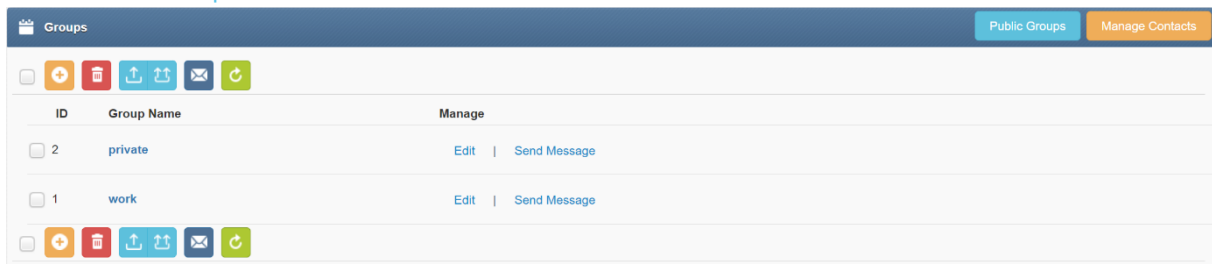 Groups Public Groups Manage Contacts
ID Group Name Manage
2 private Edit | Send Message
1 work Edit | Send Message